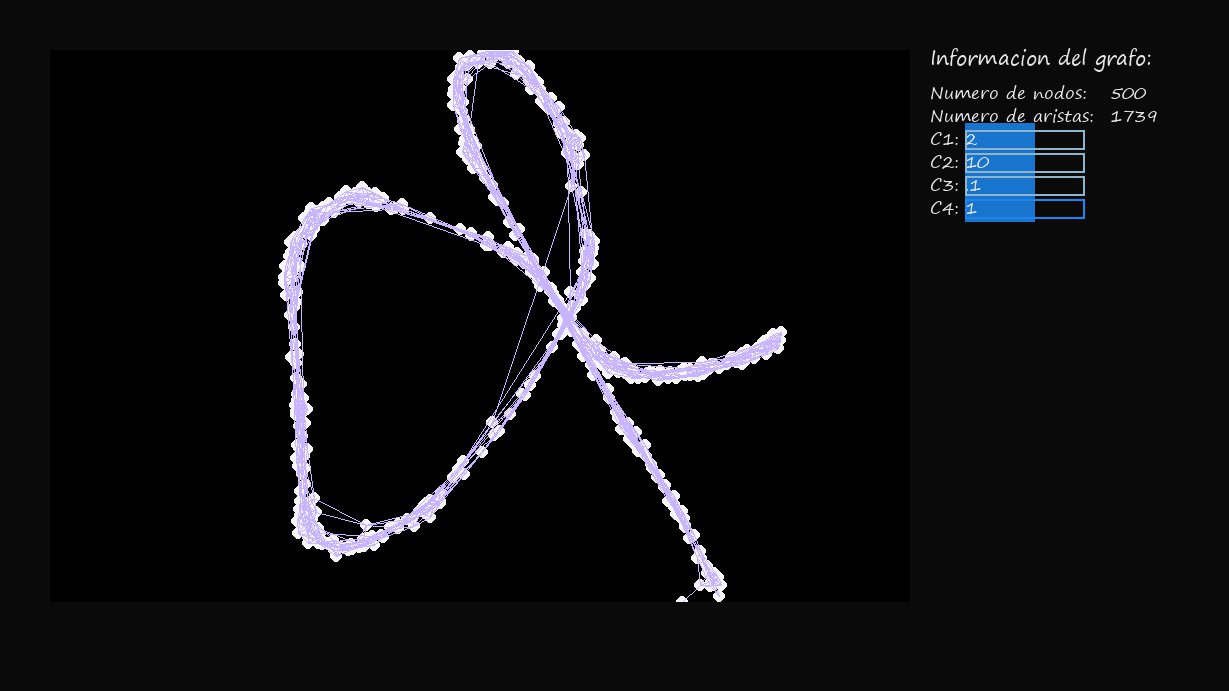 Informacion del grafo:
Numero de nodos: 500
Numero de aristas: 1739
C1: 2
C2: 10
C3: .1
C4: 1